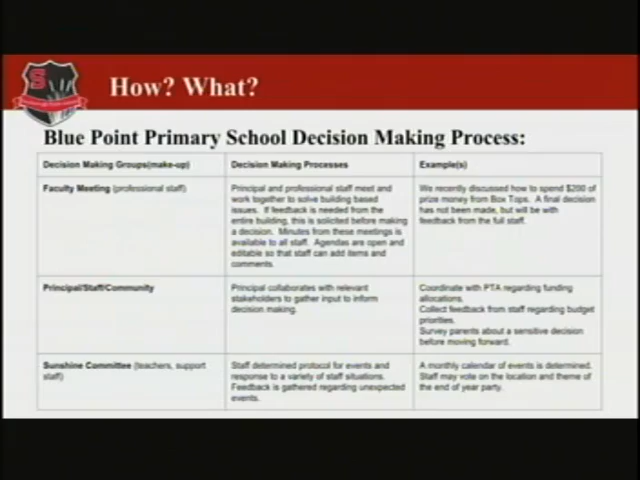 How? What?
S
Blue Point Primary School Decision Making Process:
Decision Making Groups(make-up)
Decision Making Processes
Example(s)
Faculty Meeting (professional staff)
Principal and professional staff meet and
work together to solve building based
issues. If feedback is needed from the
entire building, this is solicited before making
a decision. Minutes from these meetings is
available to all staff. Agendas are open and
editable so that staff can add items and
comments.
We recently discussed how to spend $200 of
prize money from Box Tops. A final decision
has not been made, but will be with
feedback from the full staff.
Principal/Staff/Community
Principal collaborates with relevant
stakeholders to gather input to inform
decision making.
Coordinate with PTA regarding funding
allocations.
Collect feedback from staff regarding budget
priorities.
Survey parents about a sensitive decision
before moving forward.
Sunshine Committee (teachers, support
staff)
Staff determined protocol for events and
response to a variety of staff situations.
Feedback is gathered regarding unexpected
events.
A monthly calendar of events is determined.
Staff may vote on the location and theme of
the end of year party.